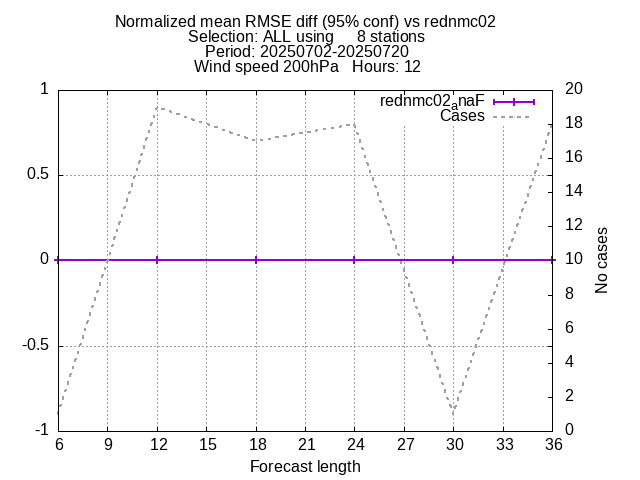 Normalized mean RMSE diff (95% conf) vs rednmc02
Selection: ALL using 8 stations
Period: 20250702-20250720
Wind speed 200hPa Hours: 12
rednmc02anaF
Cases
1
0.5
0
-0.5
-1
20
18
16
14
12
10
8
6
4
2
0
No cases
6 9 12 15 18 21 24 27 30 33 36
Forecast length